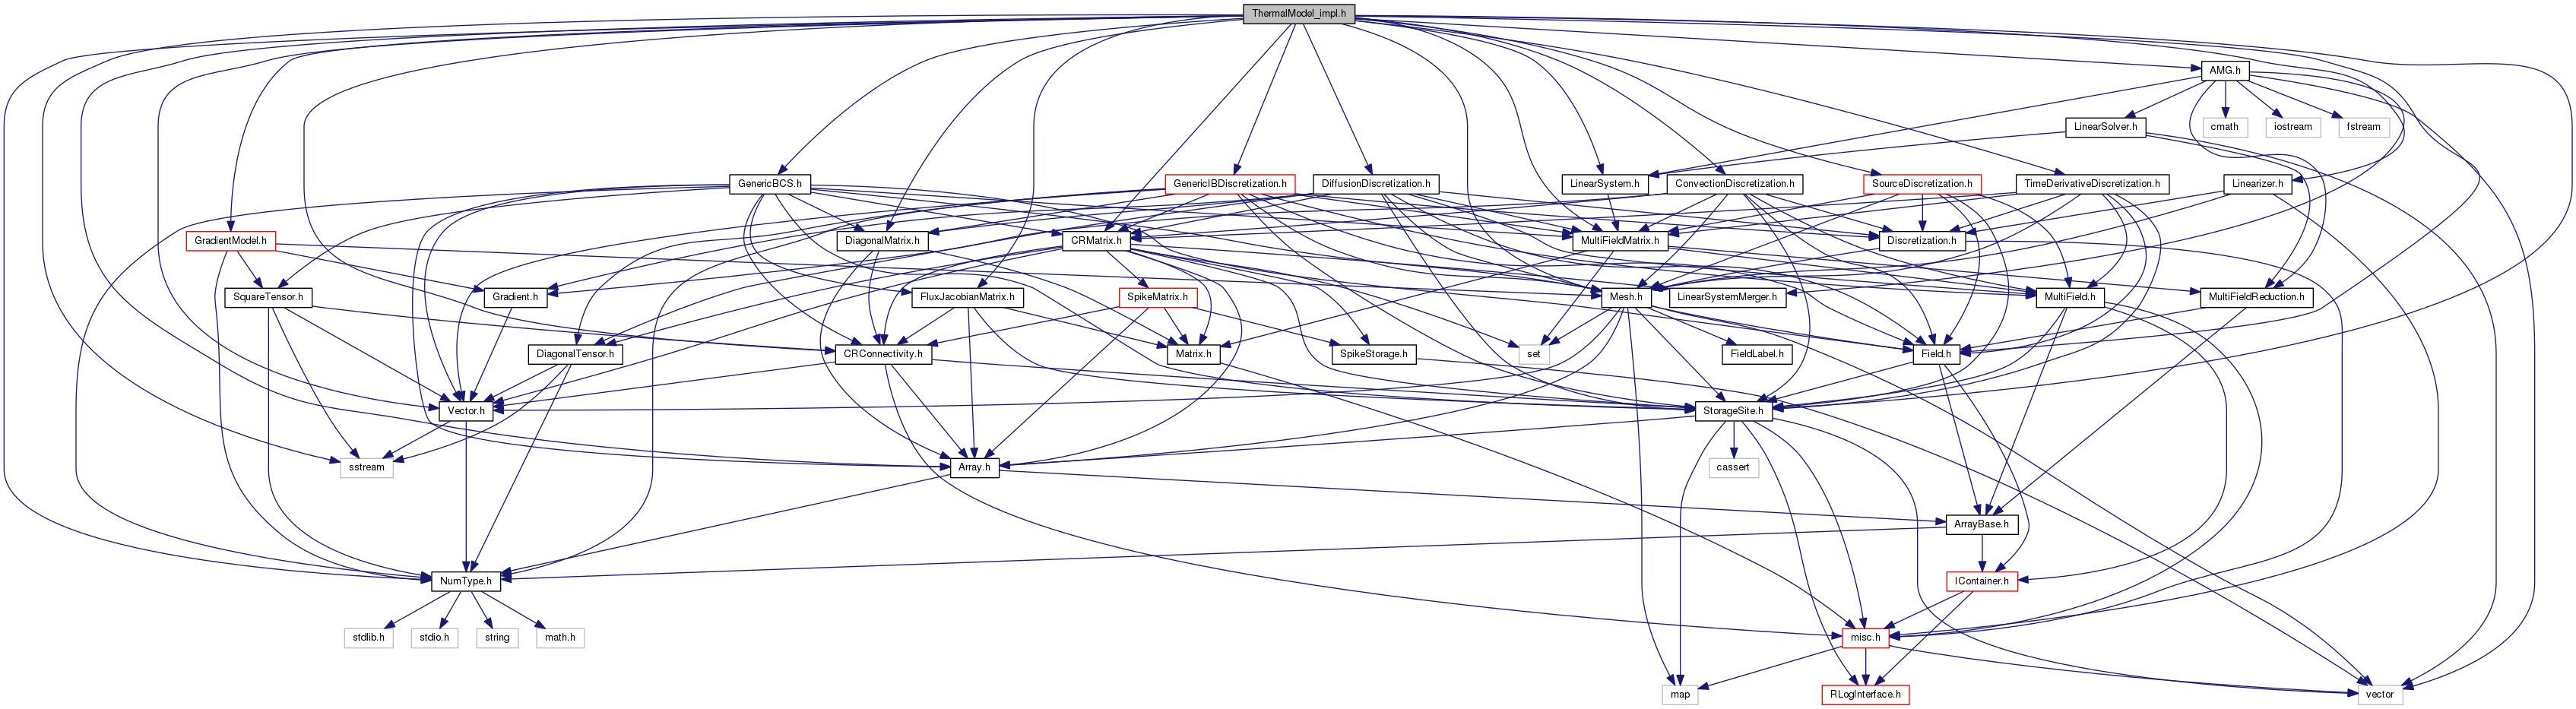 ThermalModel_impl.h
AMG.h
LinearSolver.h
cmath
iostream
fstream
GenericBCS.h
GenericIBDiscretization.h
DiffusionDiscretization.h
LinearSystem.h
ConvectionDiscretization.h
SourceDiscretization.h
TimeDerivativeDiscretization.h
Linearizer.h
GradientModel.h
DiagonalMatrix.h
CRMatrix.h
MultiFieldMatrix.h
Discretization.h
SquareTensor.h
Gradient.h
FluxJacobianMatrix.h
SpikeMatrix.h
Mesh.h
LinearSystemMerger.h
MultiField.h
MultiFieldReduction.h
DiagonalTensor.h
CRConnectivity.h
Matrix.h
SpikeStorage.h
set
FieldLabel.h
Field.h
Vector.h
StorageSite.h
sstream
Array.h
cassert
ArrayBase.h
NumType.h
IContainer.h
stdlib.h
stdio.h
string
math.h
misc.h
map
RLogInterface.h
vector